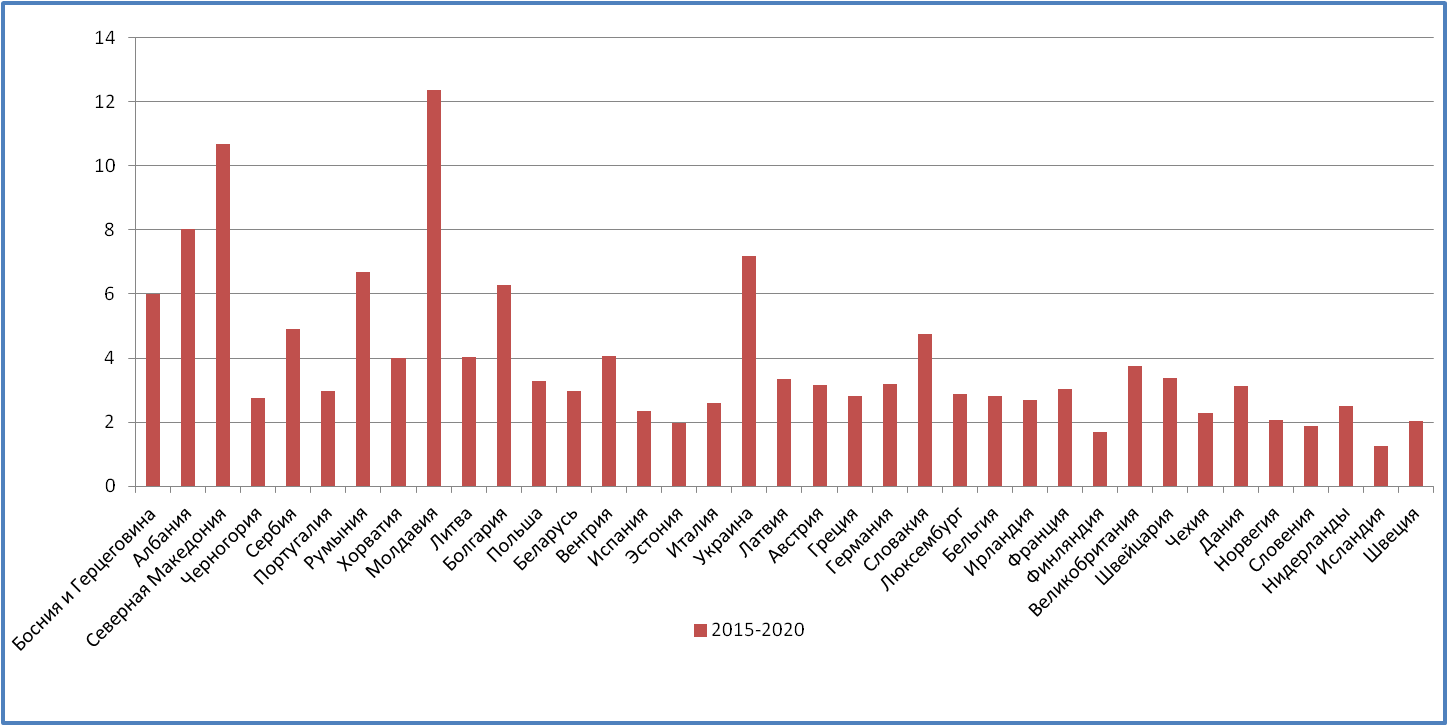 14
12
10
8
6
4
2
0
Босния и Герцеговина
Албания
Северная Македония
Черногория
Сербия
Португалия
Румыния
Хорватия
Молдавия
Литва
Болгария
Польша
Беларусь
Венгрия
Испания
Эстония
Италия
Украина
Латвия
Австрия
Греция
Германия
Словакия
Люксембург
Бельгия
Ирландия
Франция
Финляндия
Великобритания
Швейцария
Чехия
Дания
Норвегия
Словения
Нидерланды
Исландия
Швеция
2015-2020